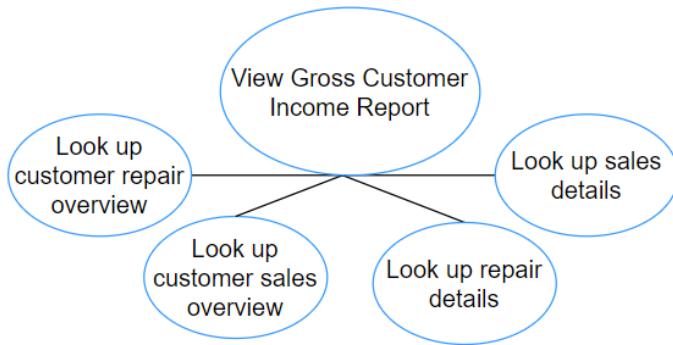 View Gross Customer
Income Report
Look up
customer repair
overview
Look up
customer sales
overview
Look up repair
details
Look up sales
details